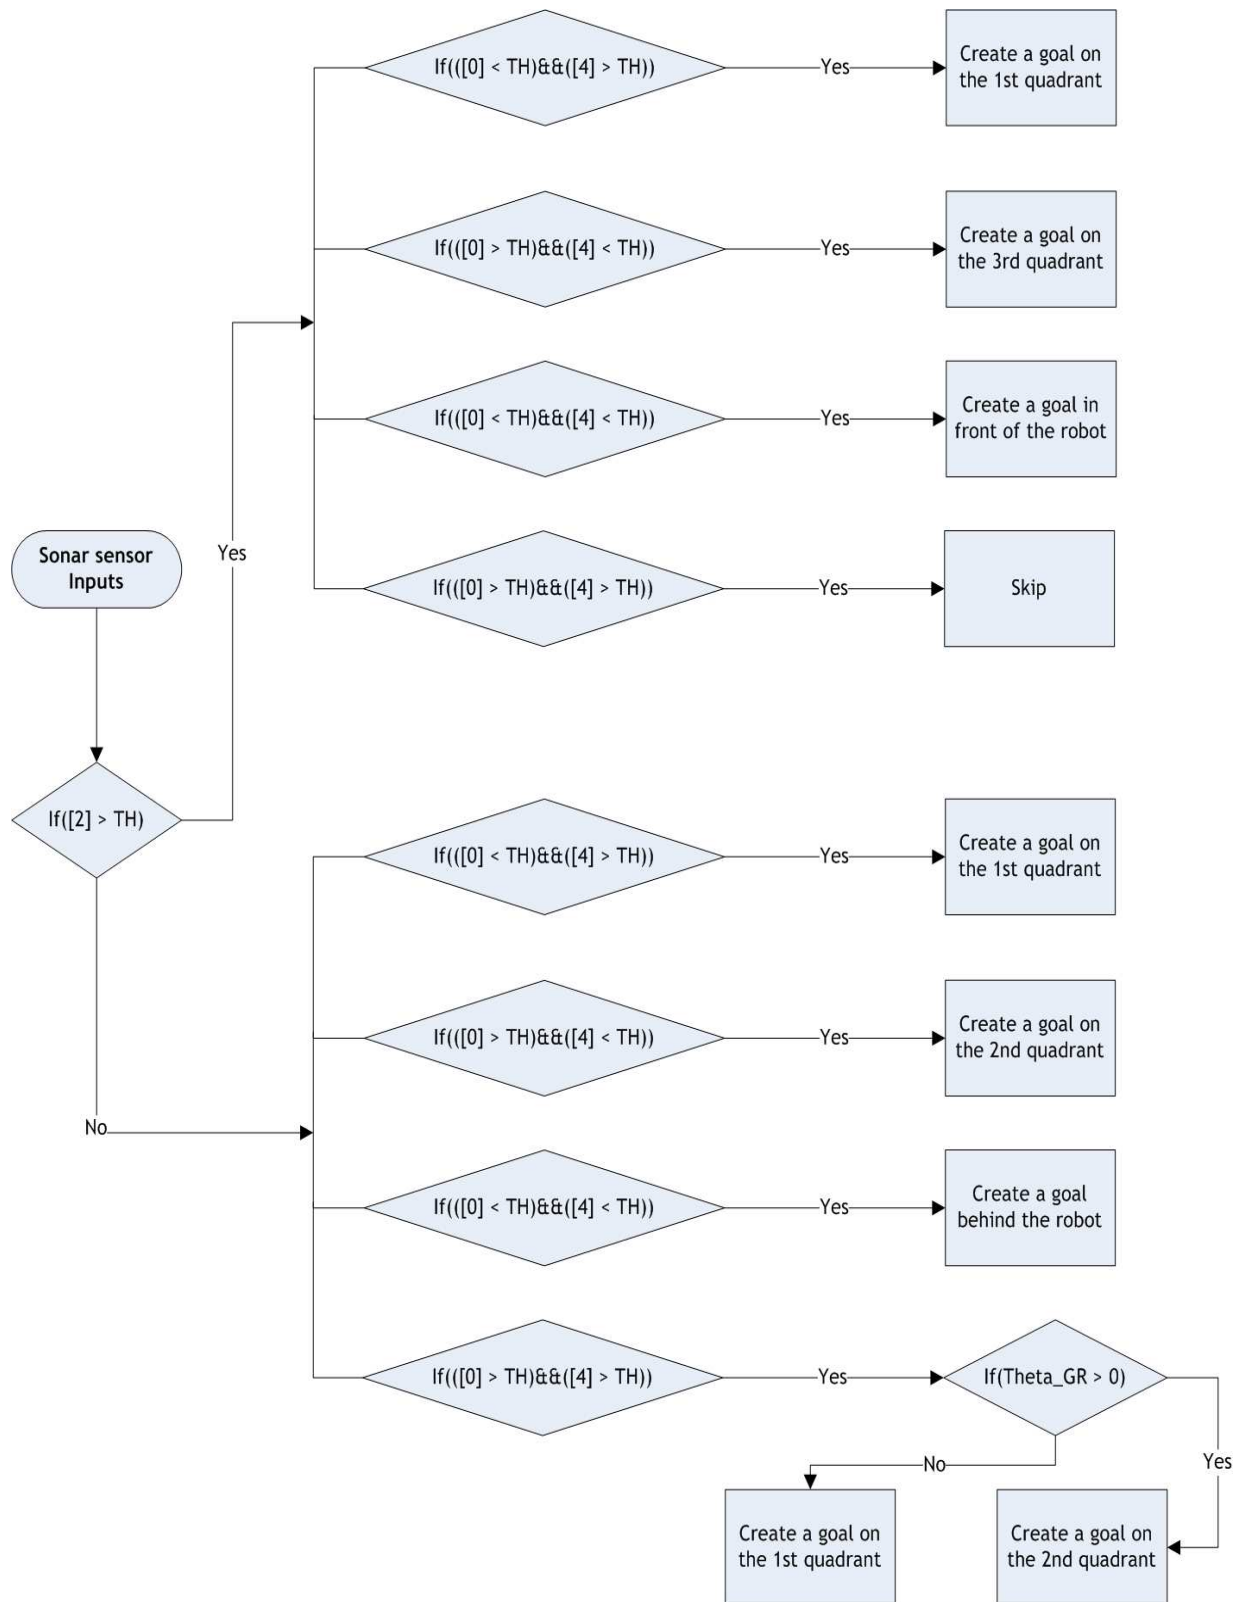 If(([0] < TH)&&([4] > TH))
Yes
Create a goal on
the 1st quadrant
If(([0] > TH)&&([4] < TH))
Yes
Create a goal on
the 3rd quadrant
If(([0] < TH)&&([4] < TH))
Yes
Create a goal in
front of the robot
Sonar sensor
Inputs
Yes
If(([0] > TH)&&([4] > TH))
Yes
Skip
If([2] > TH)
If(([0] < TH)&&([4] > TH))
Yes
Create a goal on
the 1st quadrant
If(([0] > TH)&&([4] < TH))
Yes
Create a goal on
the 2nd quadrant
No
If(([0] < TH)&&([4] < TH))
Yes
Create a goal
behind the robot
If(([0] > TH)&&([4] > TH))
Yes
If(Theta_GR > 0)
No
Yes
Create a goal on
the 1st quadrant
Create a goal on
the 2nd quadrant